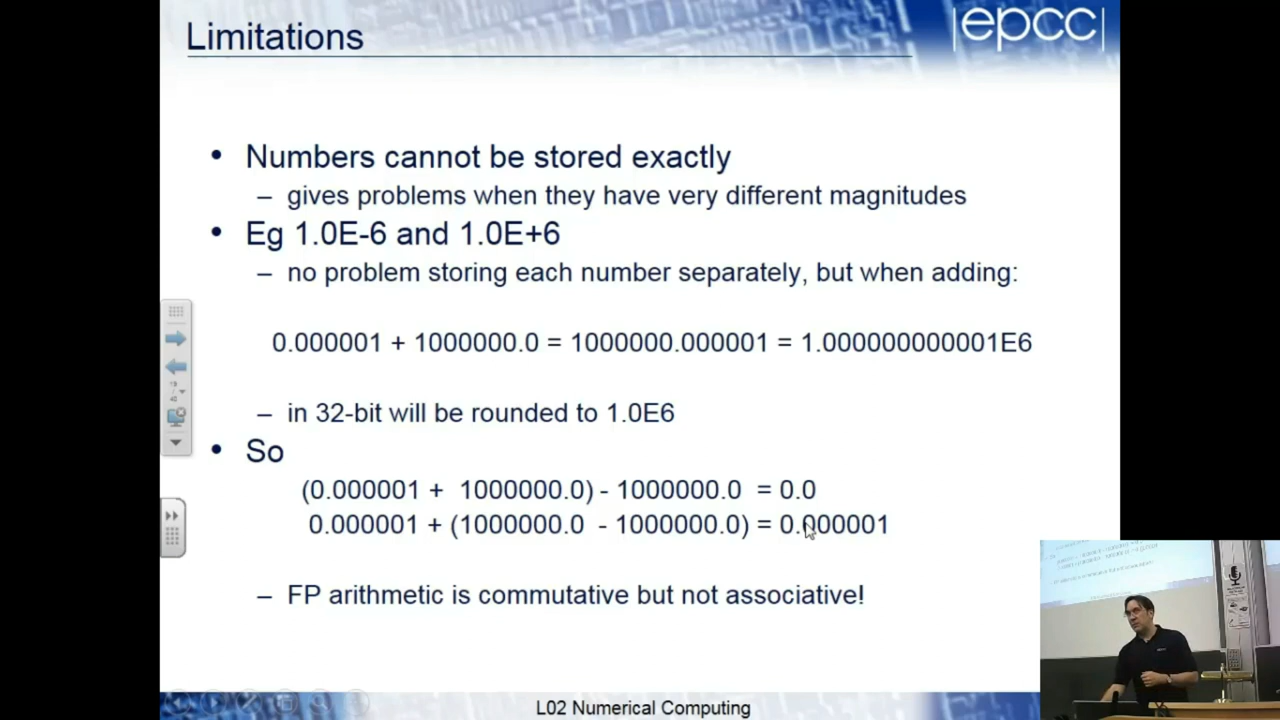 Limitations
|epcc|
• Numbers cannot be stored exactly
– gives problems when they have very different magnitudes
• Eg 1.0E-6 and 1.0E+6
– no problem storing each number separately, but when adding:
0.000001 + 1000000.0 = 1000000.000001 = 1.000000000001E6
– in 32-bit will be rounded to 1.0E6
• So
(0.000001 + 1000000.0) - 1000000.0 = 0.0
0.000001 + (1000000.0 - 1000000.0) = 0.000001
– FP arithmetic is commutative but not associative!
L02 Numerical Computing